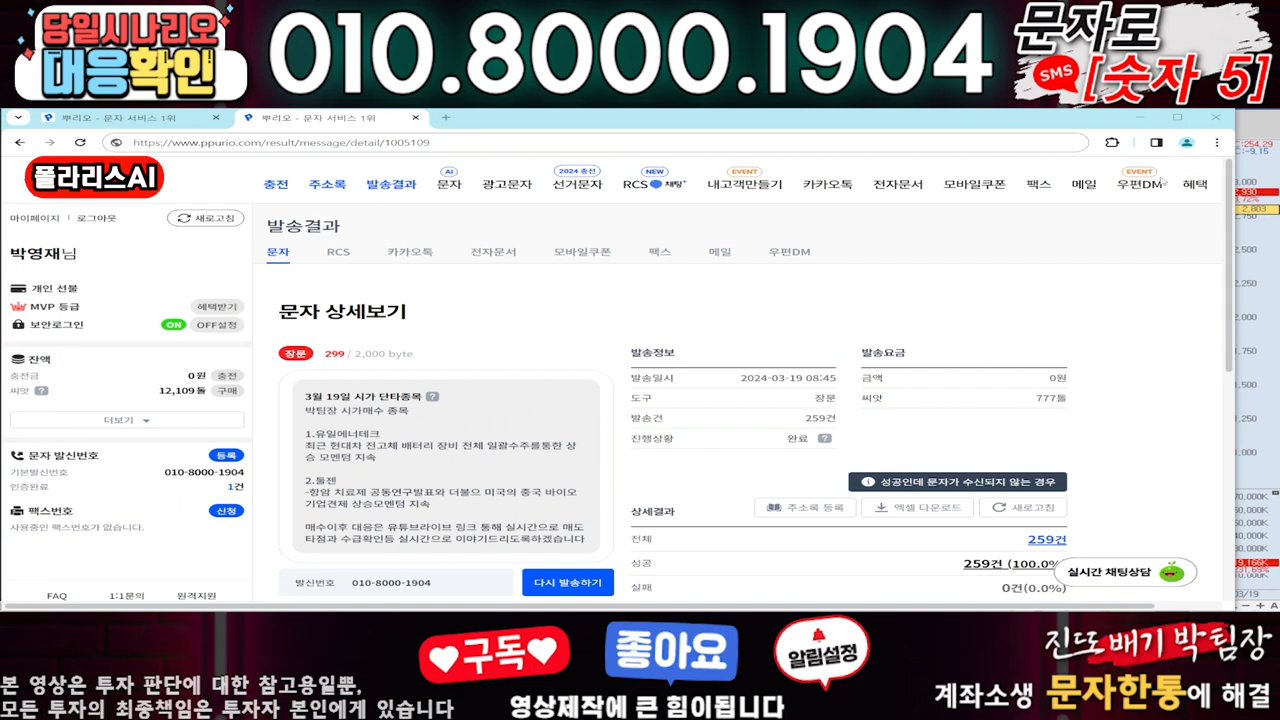 당일시나리오
대응확인
010.8000.1904
문자로
SMS
[숫자 5]
뿌리오 - 문자 서비스 1위
뿌리오 - 문자 서비스 1위
https://www.ppurio.com/result/message/detail/1005109
폴라리스AI
충전
주소록
발송결과
AI
문자
광고문자
2024 총선
선거문자
NEW
RCS 채팅+
EVENT
내고객만들기
카카오톡
전자문서
모바일쿠폰
팩스
메일
EVENT
우편DM
혜택
마이페이지 | 로그아웃
새로고침
박영재님
개인 선불
MVP 등급
혜택받기
보안로그인
ON
OFF설정
잔액
충전금
0원
충전
씨앗 ?
12,109톨
구매
더보기
문자 발신번호
등록
기본발신번호
010-8000-1904
인증완료
1건
팩스번호
신청
사용중인 팩스번호가 없습니다.
FAQ
1:1문의
원격지원
발송결과
문자
RCS
카카오톡
전자문서
모바일쿠폰
팩스
메일
우편DM
문자 상세보기
장문
299 / 2,000 byte
3월 19일 시가 단타종목 ?
박팀장 시가매수 종목
1.유일에너테크
최근 현대차 전고체 배터리 장비 전체 일괄수주를통한 상
승 모멘텀 지속
2.툴젠
-항암 치료제 공동연구발표와 더불으 미국의 중국 바이오
기업견제 상승모멘텀 지속
매수이후 대응은 유튜브라이브 링크 통해 실시간으로 매도
타점과 수급확인등 실시간으로 이야기드리도록하겠습니다
발신번호
010-8000-1904
다시 발송하기
발송정보
발송일시
2024-03-19 08:45
도구
장문
발송건
259건
진행상황
완료 ?
발송요금
금액
0원
씨앗
777톨
성공인데 문자가 수신되지 않는 경우
상세결과
주소록 등록
엑셀 다운로드
새로고침
전체
259건
성공
259건 (100.0%
실패
0건(0.0%)
실시간 채팅상담
2,803
2,500
2,250
2,000
1,750
1,500
1,250
1,000
03/19
본 영상은 투자 판단에 대한 참고용일뿐,
모든 투자의 최종책임은 투자자 본인에게 있습니다
구독
좋아요
알림설정
영상제작에 큰 힘이됩니다
진또배기 박팀장
계좌소생 문자한통에 해결